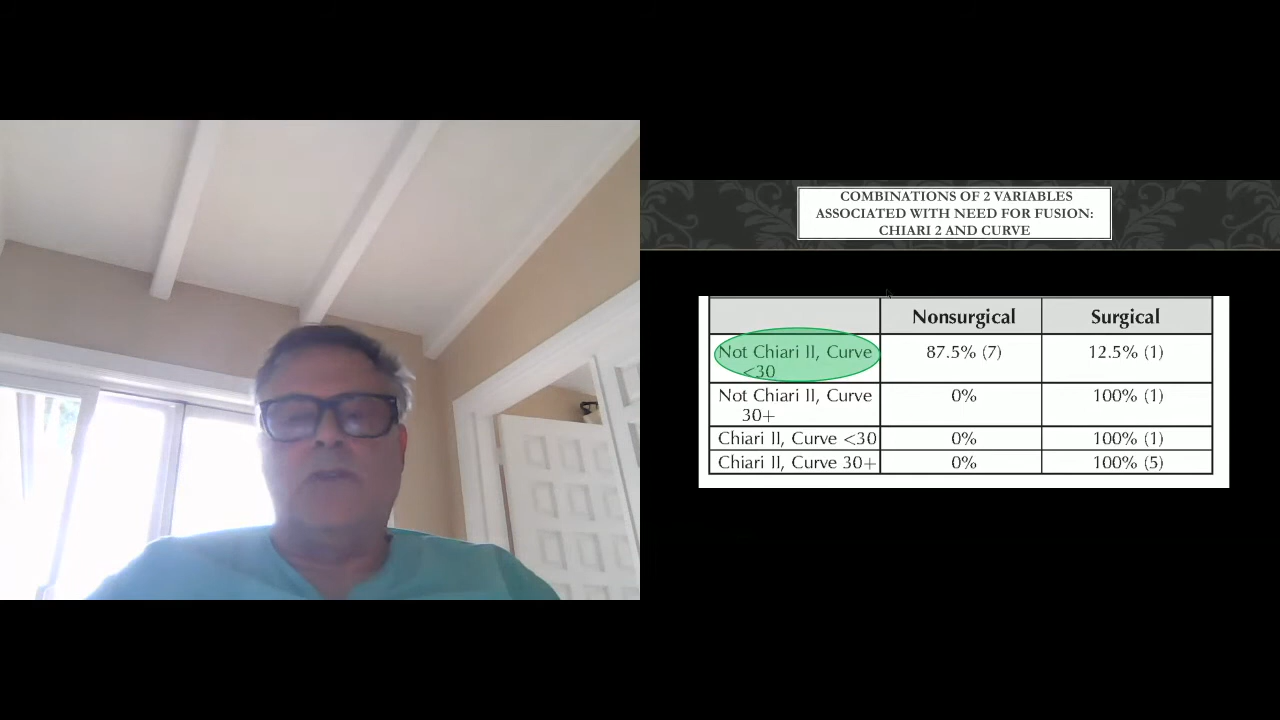 COMBINATIONS OF 2 VARIABLES
ASSOCIATED WITH NEED FOR FUSION:
CHIARI 2 AND CURVE
Nonsurgical Surgical
Not Chiari II, Curve 87.5% (7) 12.5% (1)
<30
Not Chiari II, Curve 0% 100% (1)
30+
Chiari II, Curve <30 0% 100% (1)
Chiari II, Curve 30+ 0% 100% (5)